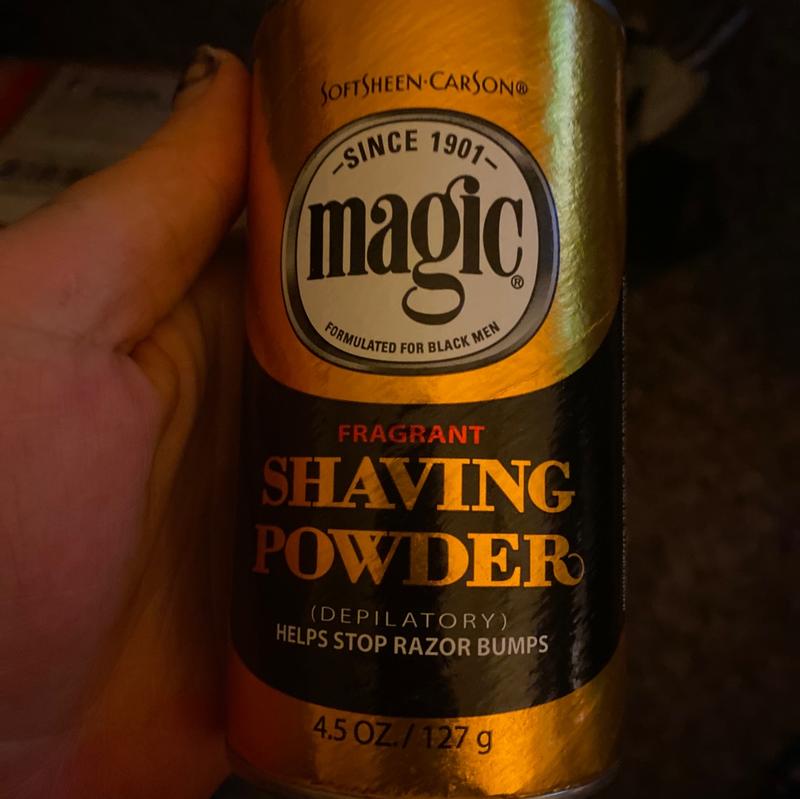 SOFTSHEEN·CARSON®
–SINCE 1901–
magic®
FORMULATED FOR BLACK MEN
FRAGRANT
SHAVING
POWDER
(DEPILATORY)
HELPS STOP RAZOR BUMPS
4.5 OZ./127 g